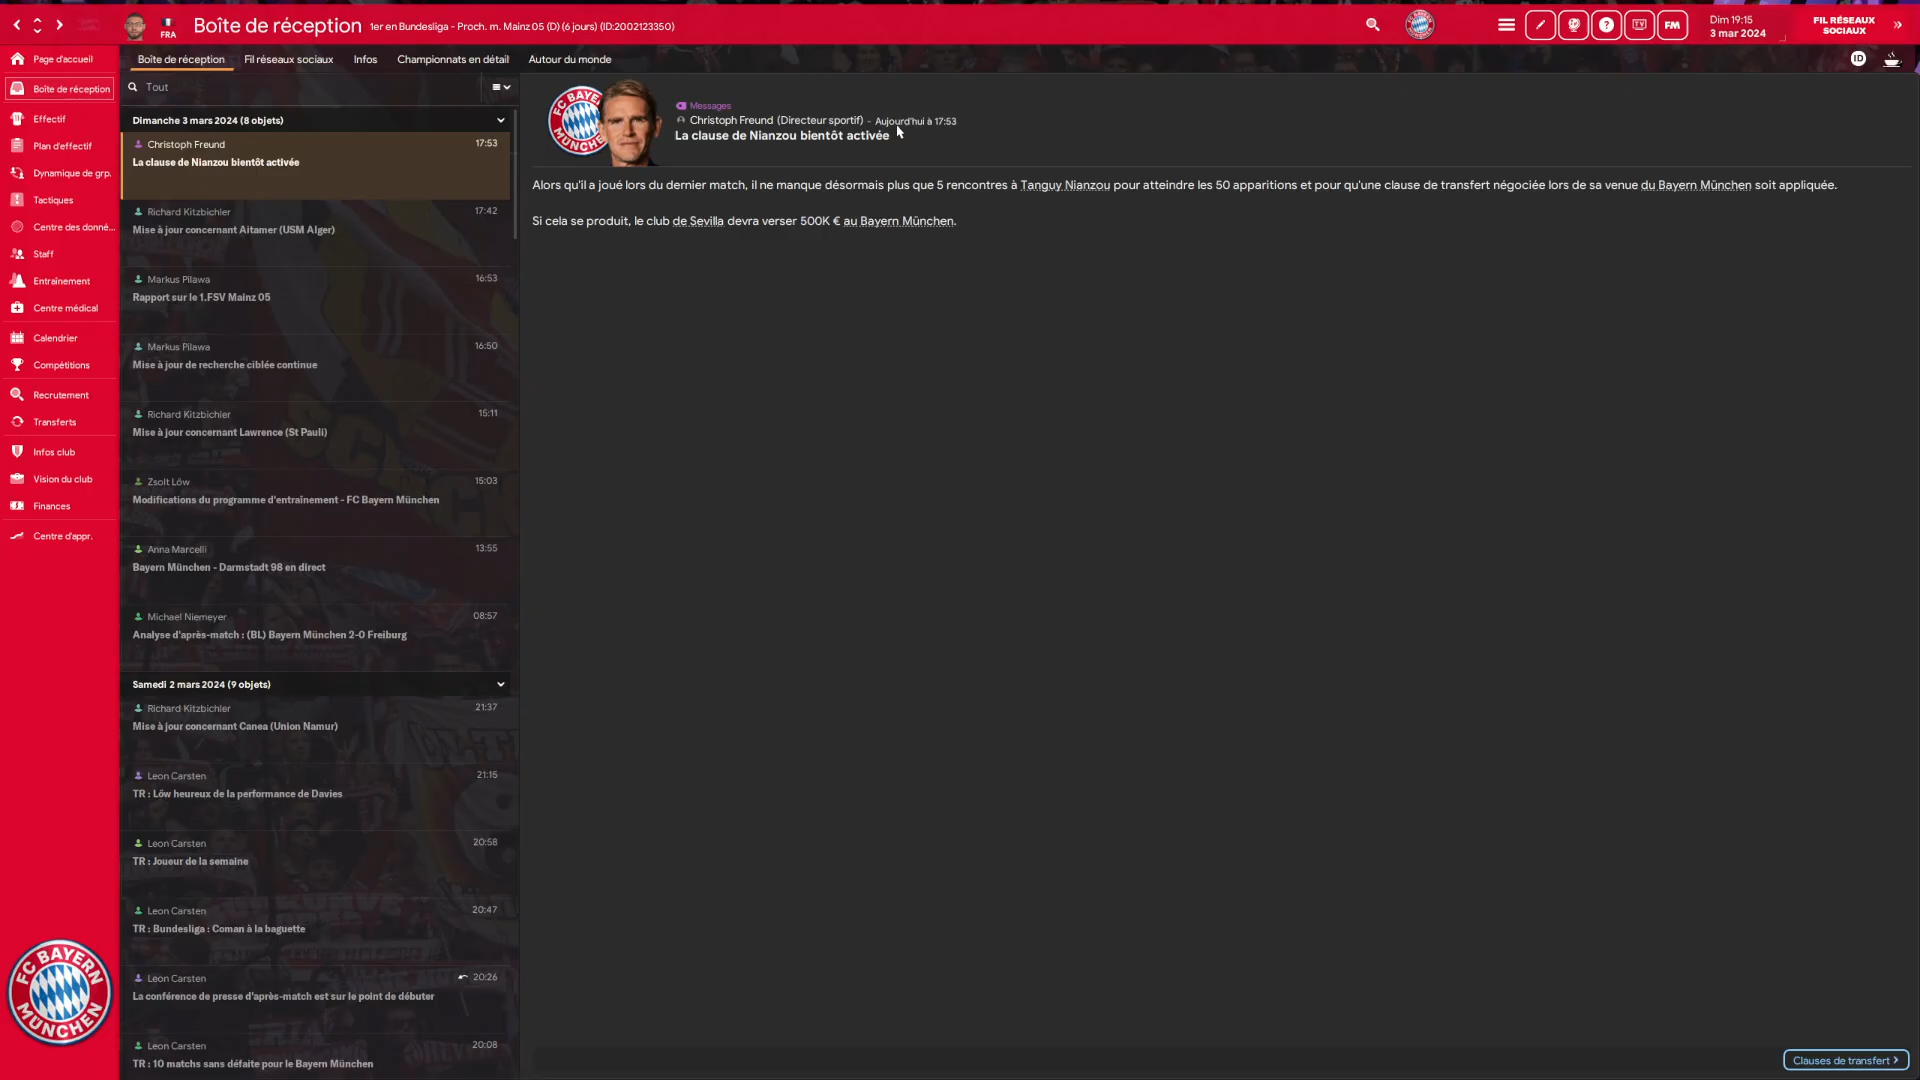 FRA
Boîte de réception
1er en Bundesliga - Proch. m. Mainz 05 (D) (6 jours) (ID:2002123350)
TV
FM
Dim 19:15
3 mar 2024
FIL RÉSEAUX
SOCIAUX
Page d'accueil
Boîte de réception
Effectif
Plan d'effectif
Dynamique de grp.
Tactiques
Centre des donné...
Staff
Entraînement
Centre médical
Calendrier
Compétitions
Recrutement
Transferts
Infos club
Vision du club
Finances
Centre d'appr.
FC BAYERN
MÜNCHEN
Boîte de réception
Fil réseaux sociaux
Infos
Championnats en détail
Autour du monde
ID
Tout
Dimanche 3 mars 2024 (8 objets)
Christoph Freund 17:53
La clause de Nianzou bientôt activée
Richard Kitzbichler 17:42
Mise à jour concernant Aitamer (USM Alger)
Markus Pilawa 16:53
Rapport sur le 1.FSV Mainz 05
Markus Pilawa 16:50
Mise à jour de recherche ciblée continue
Richard Kitzbichler 15:11
Mise à jour concernant Lawrence (St Pauli)
Zsolt Lőw 15:03
Modifications du programme d'entraînement - FC Bayern München
Anna Marcelli 13:55
Bayern München - Darmstadt 98 en direct
Michael Niemeyer 08:57
Analyse d'après-match : (BL) Bayern München 2-0 Freiburg
Samedi 2 mars 2024 (9 objets)
Richard Kitzbichler 21:37
Mise à jour concernant Canea (Union Namur)
Leon Carsten 21:15
TR : Lőw heureux de la performance de Davies
Leon Carsten 20:58
TR : Joueur de la semaine
Leon Carsten 20:47
TR : Bundesliga : Coman à la baguette
Leon Carsten 20:26
La conférence de presse d'après-match est sur le point de débuter
Leon Carsten 20:08
TR : 10 matchs sans défaite pour le Bayern München
FC BAYERN
MÜNCHEN
Messages
Christoph Freund (Directeur sportif) - Aujourd'hui à 17:53
La clause de Nianzou bientôt activée
Alors qu'il a joué lors du dernier match, il ne manque désormais plus que 5 rencontres à Tanguy Nianzou pour atteindre les 50 apparitions et pour qu'une clause de transfert négociée lors de sa venue du Bayern München soit appliquée.
Si cela se produit, le club de Sevilla devra verser 500K € au Bayern München.
Clauses de transfert